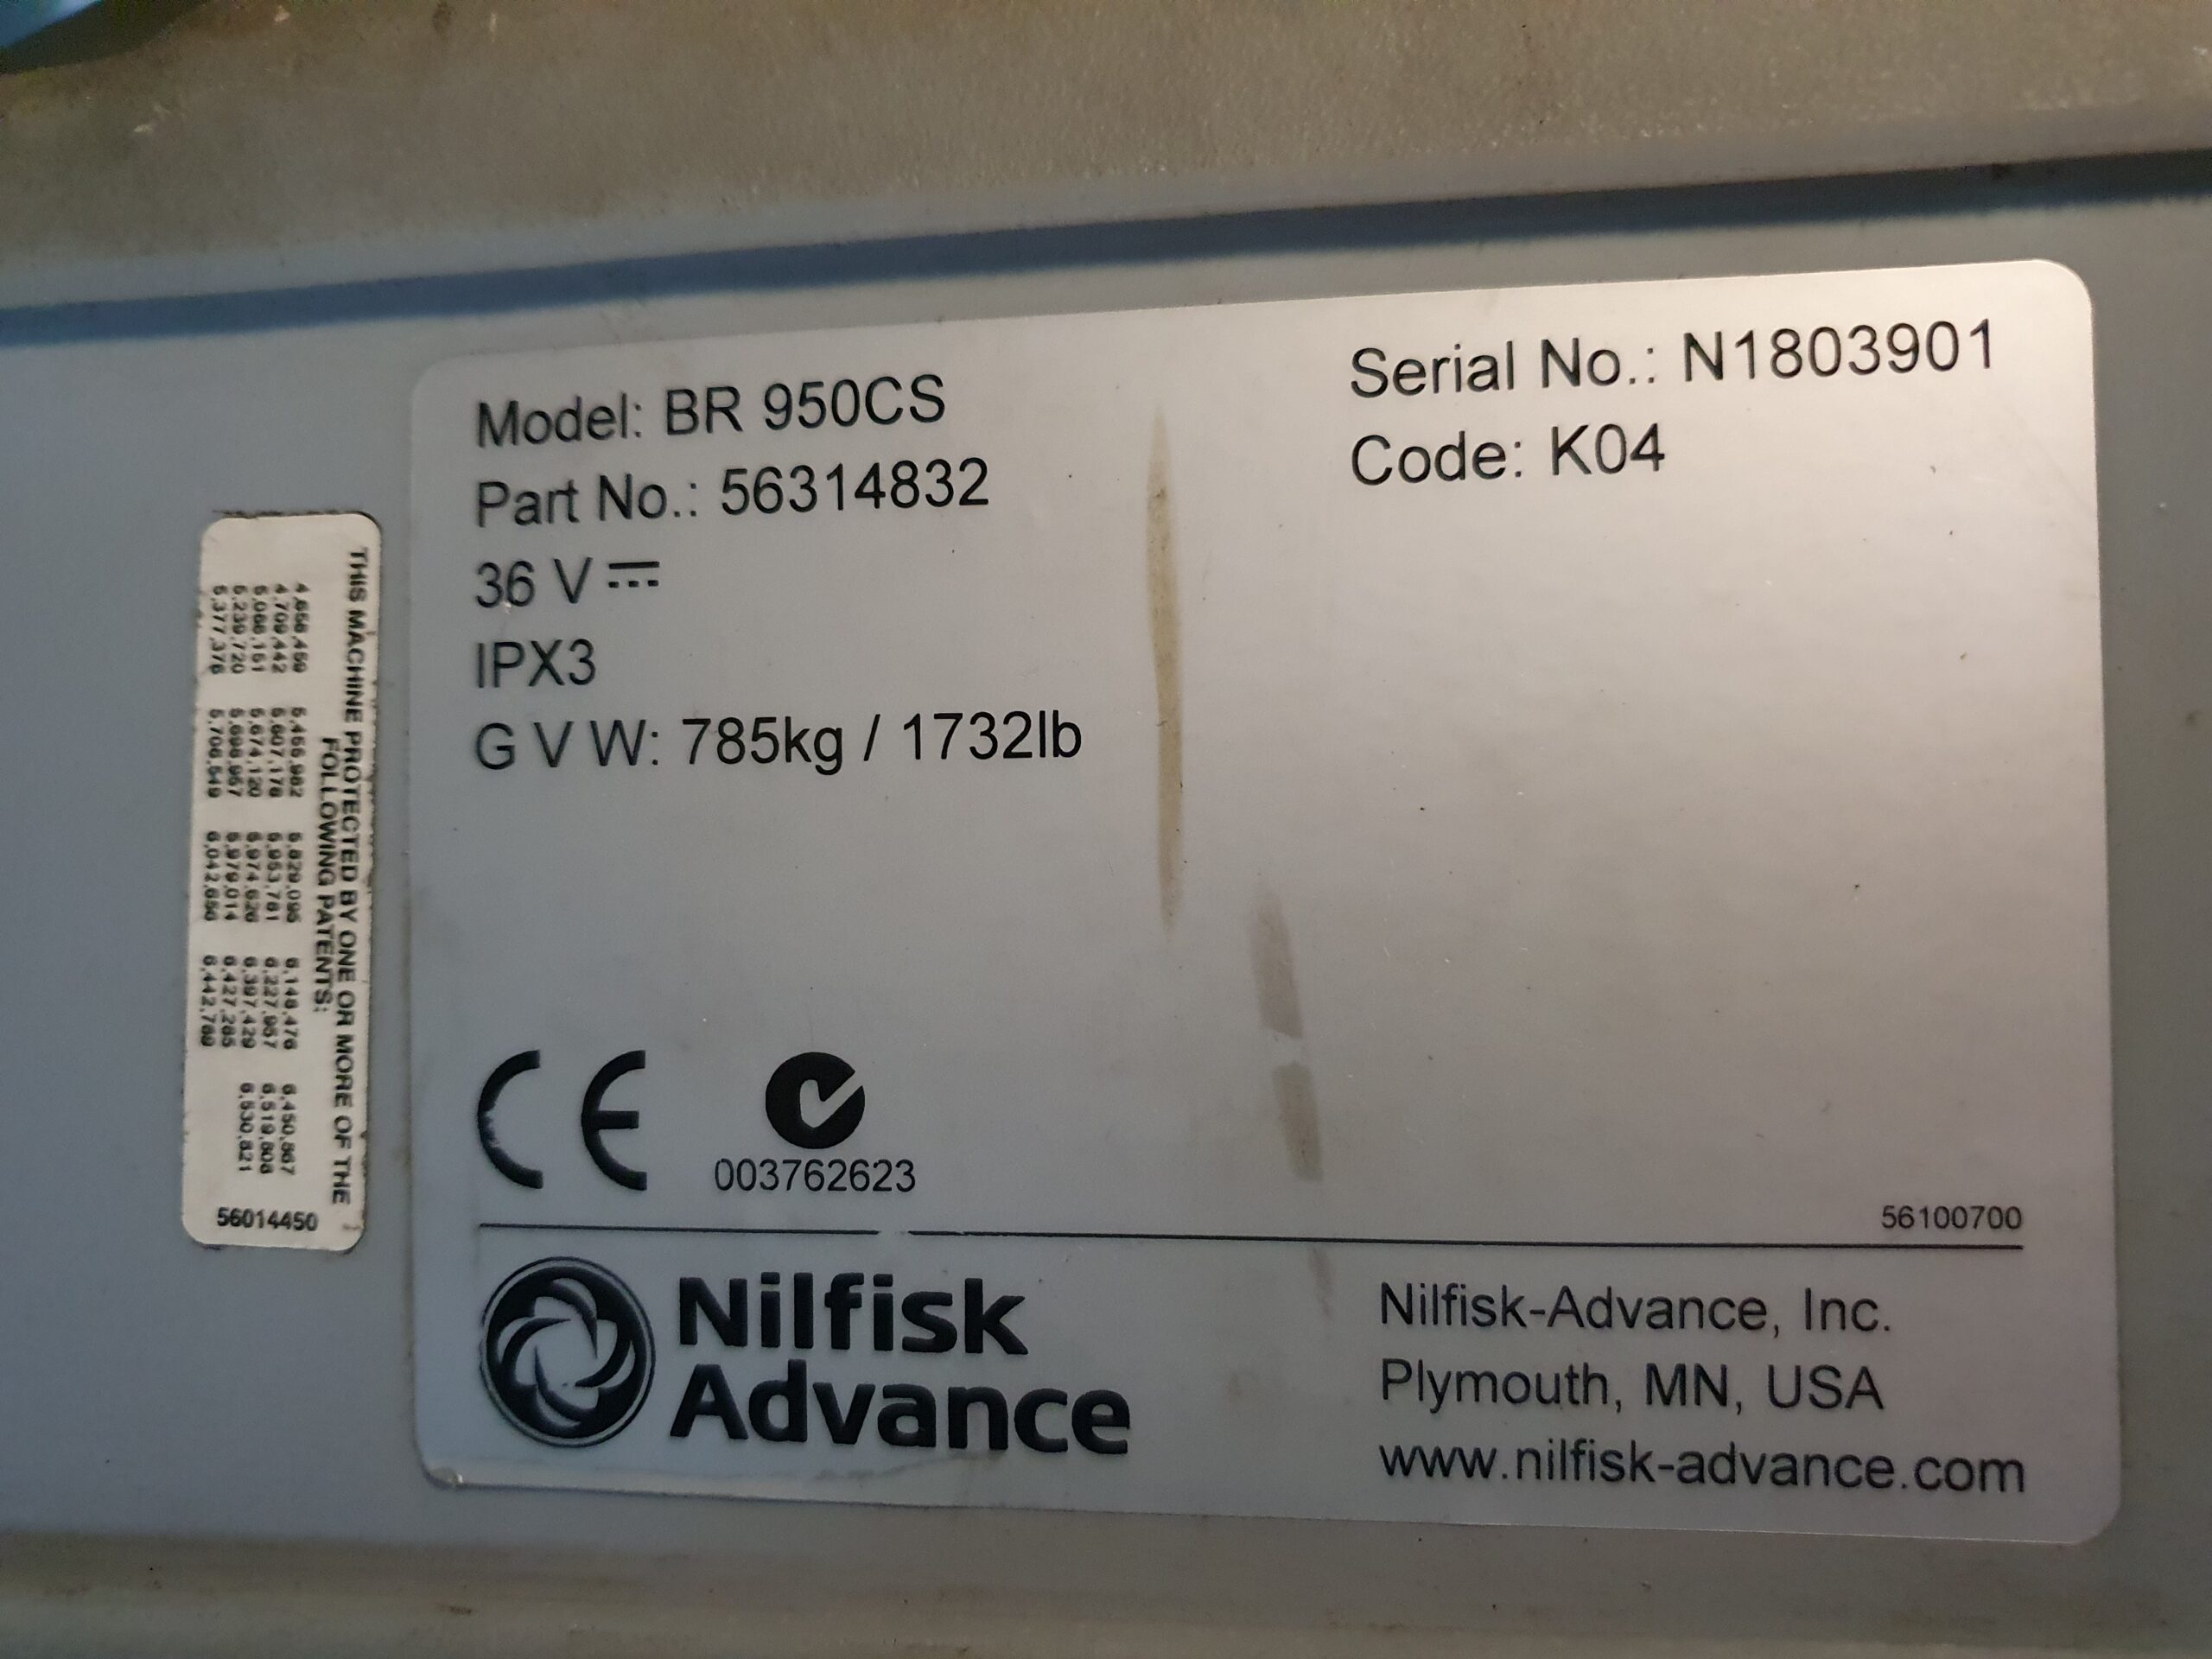 Model: BR 950CS
Part No.: 56314832
36 V
IPX3
G V W: 785kg / 1732lb
Serial No.: N1803901
Code: K04
CE
003762623
56100700
Nilfisk
Advance
Nilfisk-Advance, Inc.
Plymouth, MN, USA
www.nilfisk-advance.com
THIS MACHINE PROTECTED BY ONE OR MORE OF THE
FOLLOWING PATENTS:
56014450